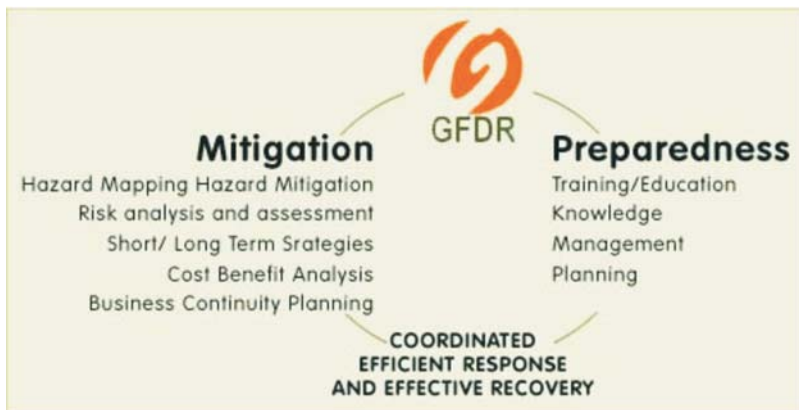 GFDR
Mitigation
Hazard Mapping Hazard Mitigation
Risk analysis and assessment
Short/ Long Term Srategies
Cost Benefit Analysis
Business Continuity Planning
Preparedness
Training/Education
Knowledge
Management
Planning
COORDINATED
EFFICIENT RESPONSE
AND EFFECTIVE RECOVERY